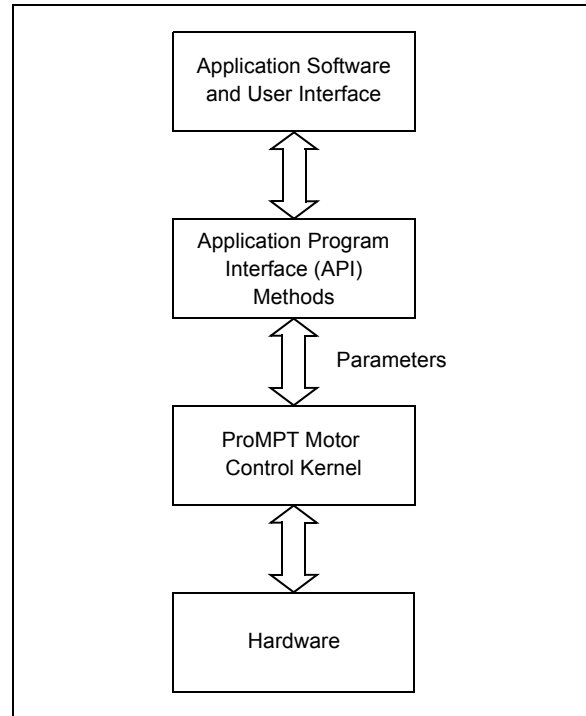 Application Software
and User Interface
Application Program
Interface (API)
Methods
Parameters
ProMPT Motor
Control Kernel
Hardware